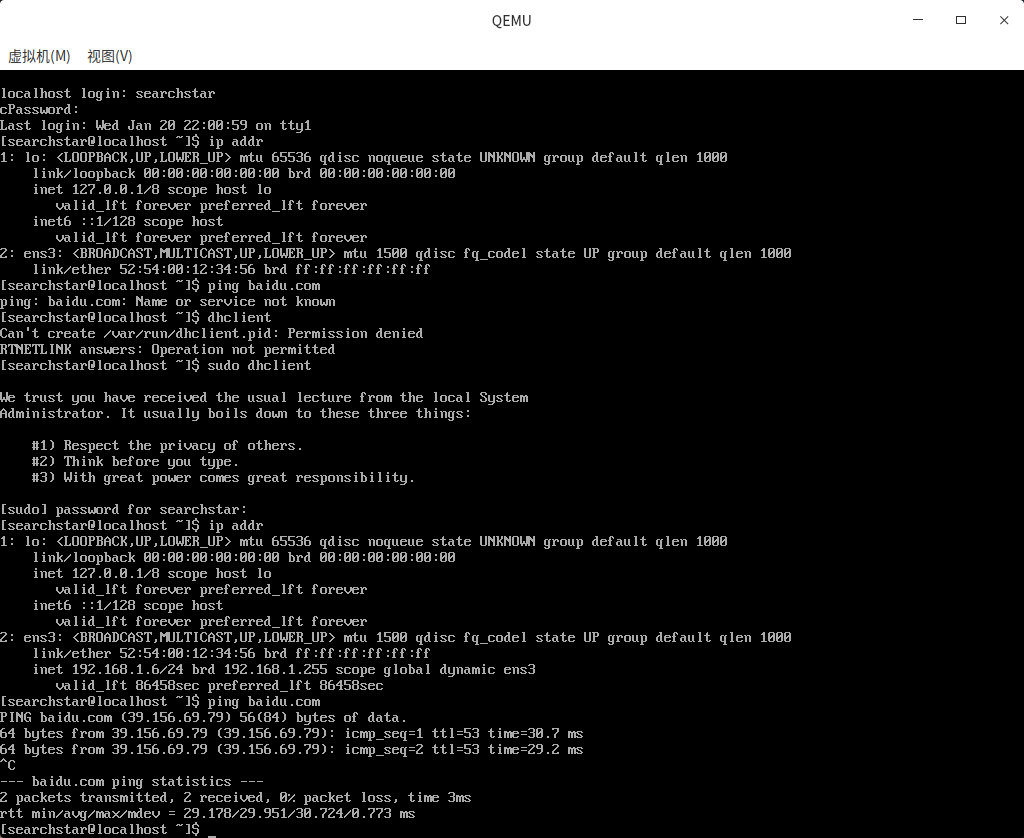 QEMU
虚拟机(M) 视图(V)
localhost login: searchstar
cPassword:
Last login: Wed Jan 20 22:00:59 on tty1
[searchstar@localhost ~]$ ip addr
1: lo: <LOOPBACK,UP,LOWER_UP> mtu 65536 qdisc noqueue state UNKNOWN group default qlen 1000
    link/loopback 00:00:00:00:00:00 brd 00:00:00:00:00:00
    inet 127.0.0.1/8 scope host lo
       valid_lft forever preferred_lft forever
    inet6 ::1/128 scope host
       valid_lft forever preferred_lft forever
2: ens3: <BROADCAST,MULTICAST,UP,LOWER_UP> mtu 1500 qdisc fq_codel state UP group default qlen 1000
    link/ether 52:54:00:12:34:56 brd ff:ff:ff:ff:ff:ff
[searchstar@localhost ~]$ ping baidu.com
ping: baidu.com: Name or service not known
[searchstar@localhost ~]$ dhclient
Can't create /var/run/dhclient.pid: Permission denied
RTNETLINK answers: Operation not permitted
[searchstar@localhost ~]$ sudo dhclient
We trust you have received the usual lecture from the local System
Administrator. It usually boils down to these three things:
    #1) Respect the privacy of others.
    #2) Think before you type.
    #3) With great power comes great responsibility.
[sudo] password for searchstar:
[searchstar@localhost ~]$ ip addr
1: lo: <LOOPBACK,UP,LOWER_UP> mtu 65536 qdisc noqueue state UNKNOWN group default qlen 1000
    link/loopback 00:00:00:00:00:00 brd 00:00:00:00:00:00
    inet 127.0.0.1/8 scope host lo
       valid_lft forever preferred_lft forever
    inet6 ::1/128 scope host
       valid_lft forever preferred_lft forever
2: ens3: <BROADCAST,MULTICAST,UP,LOWER_UP> mtu 1500 qdisc fq_codel state UP group default qlen 1000
    link/ether 52:54:00:12:34:56 brd ff:ff:ff:ff:ff:ff
    inet 192.168.1.6/24 brd 192.168.1.255 scope global dynamic ens3
       valid_lft 86458sec preferred_lft 86458sec
[searchstar@localhost ~]$ ping baidu.com
PING baidu.com (39.156.69.79) 56(84) bytes of data.
64 bytes from 39.156.69.79 (39.156.69.79): icmp_seq=1 ttl=53 time=30.7 ms
64 bytes from 39.156.69.79 (39.156.69.79): icmp_seq=2 ttl=53 time=29.2 ms
^C
--- baidu.com ping statistics ---
2 packets transmitted, 2 received, 0% packet loss, time 3ms
rtt min/avg/max/mdev = 29.178/29.951/30.724/0.773 ms
[searchstar@localhost ~]$ _